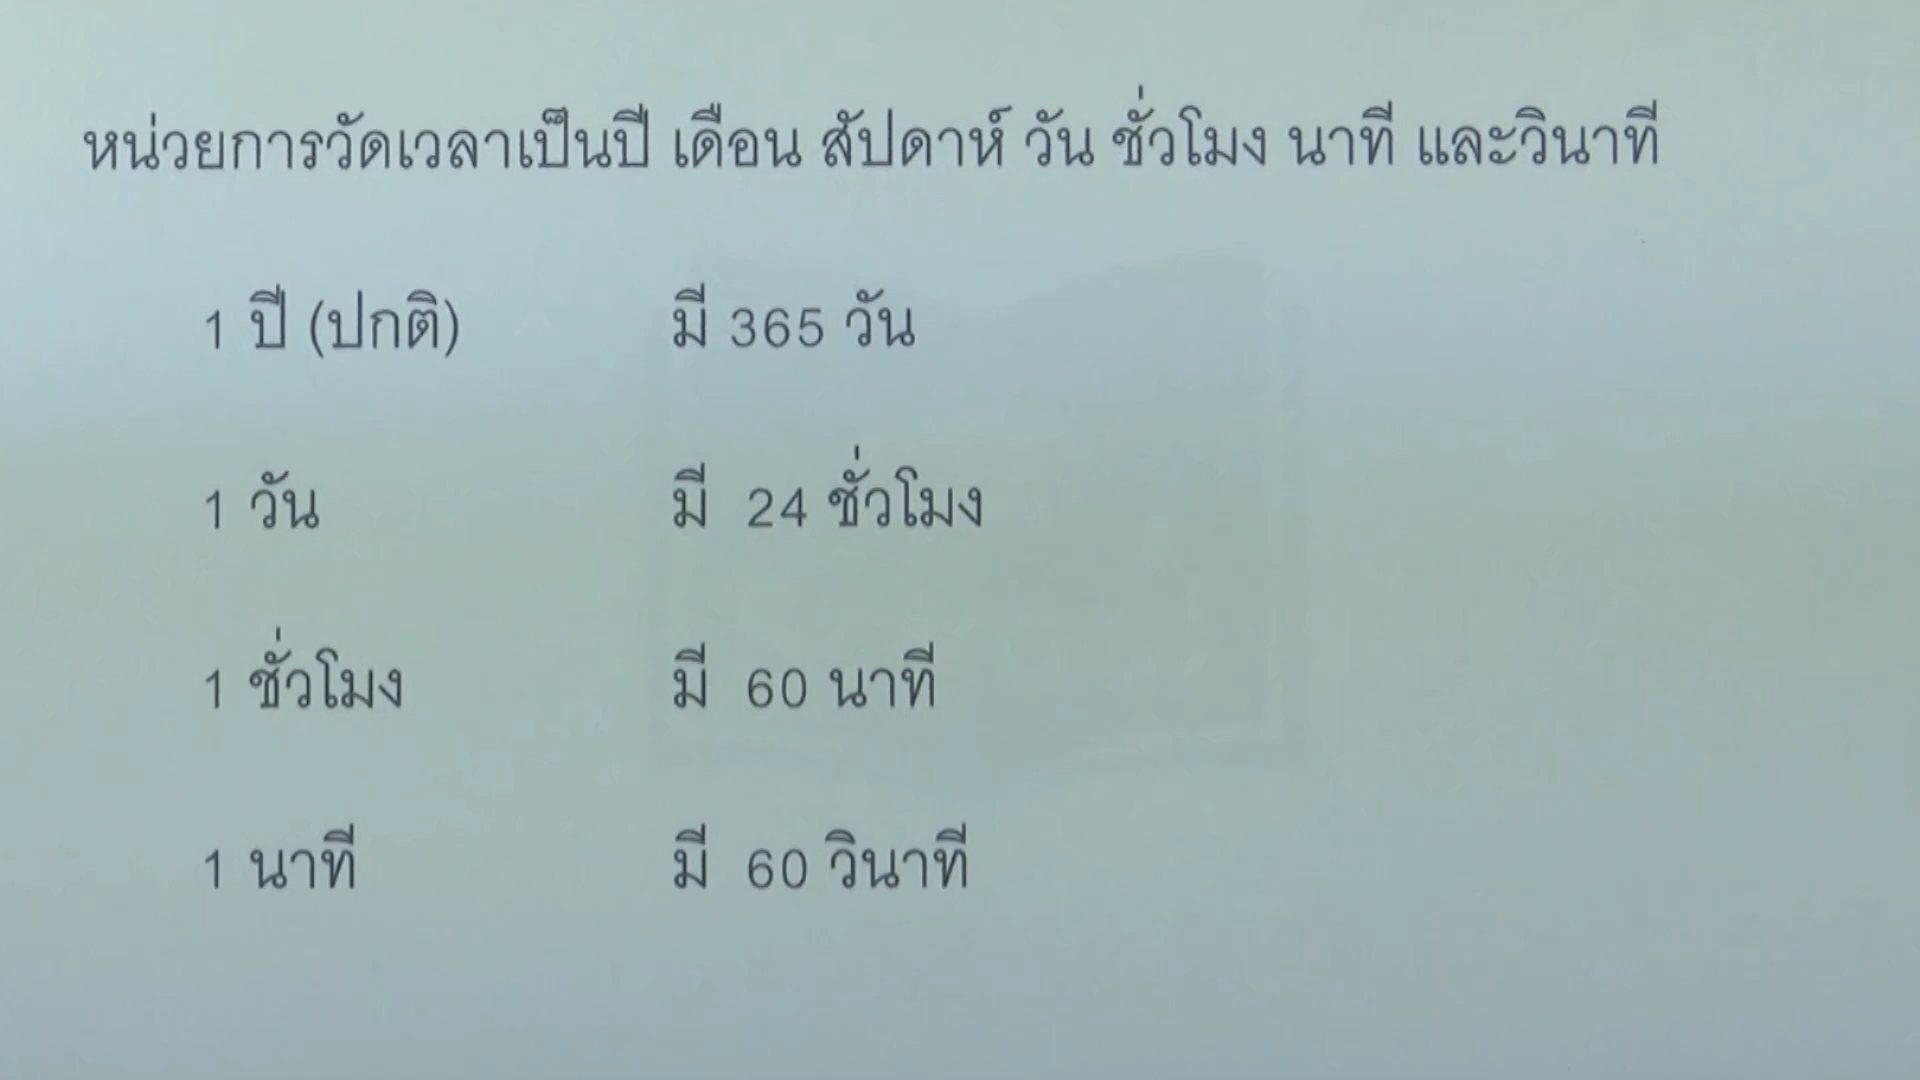 หน่วยการวัดเวลาเป็นปี เดือน สัปดาห์ วัน ชั่วโมง นาที และวินาที
1 ปี (ปกติ) มี 365 วัน
1 วัน มี 24 ชั่วโมง
1 ชั่วโมง มี 60 นาที
1 นาที มี 60 วินาที